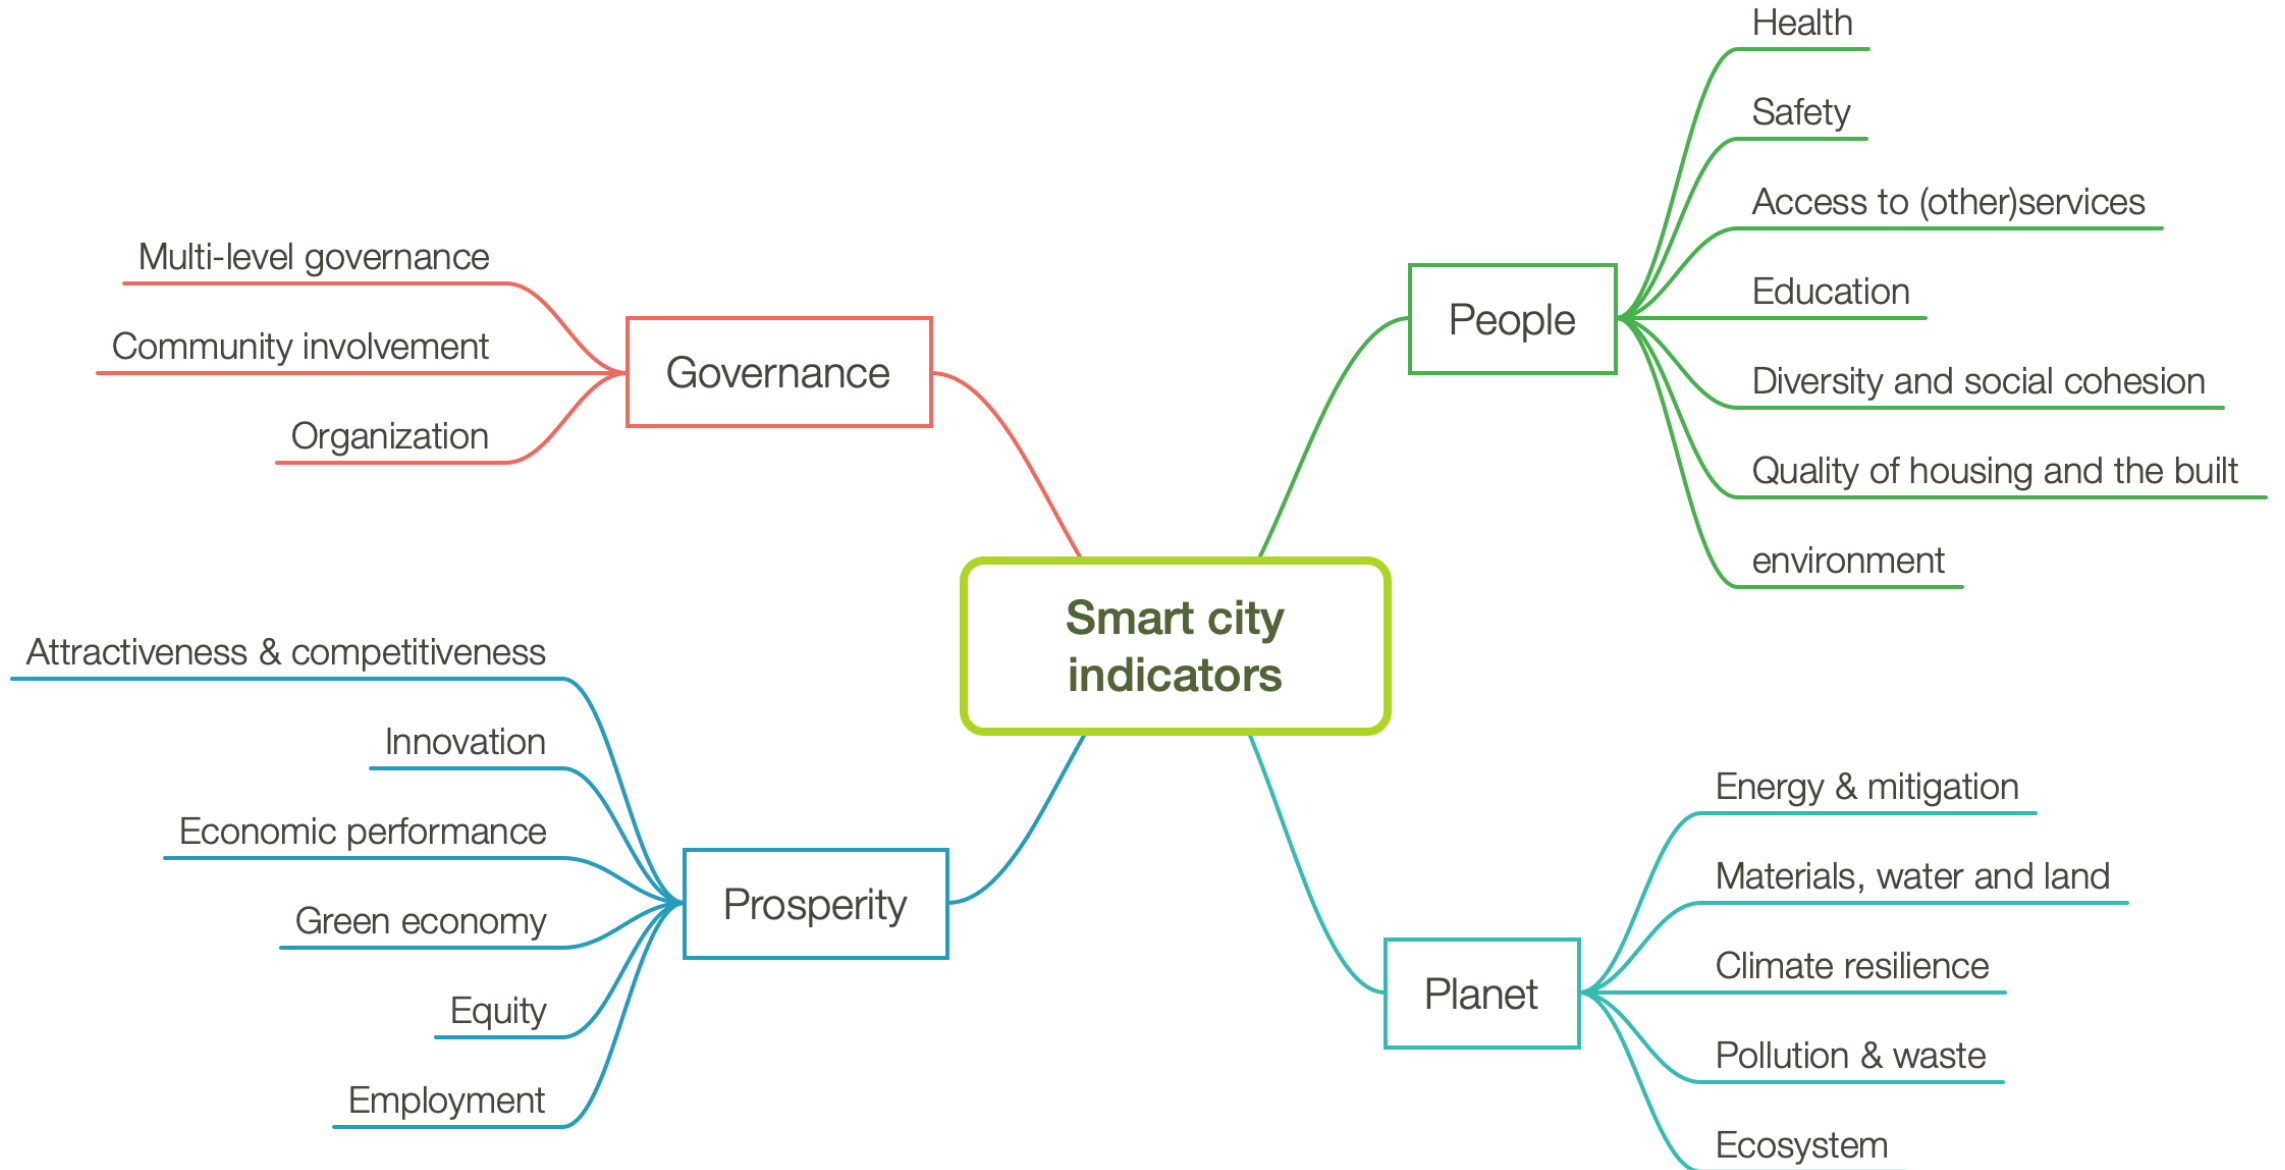 Smart city
indicators
Governance
Multi-level governance
Community involvement
Organization
Prosperity
Attractiveness & competitiveness
Innovation
Economic performance
Green economy
Equity
Employment
People
Health
Safety
Access to (other)services
Education
Diversity and social cohesion
Quality of housing and the built
environment
Planet
Energy & mitigation
Materials, water and land
Climate resilience
Pollution & waste
Ecosystem